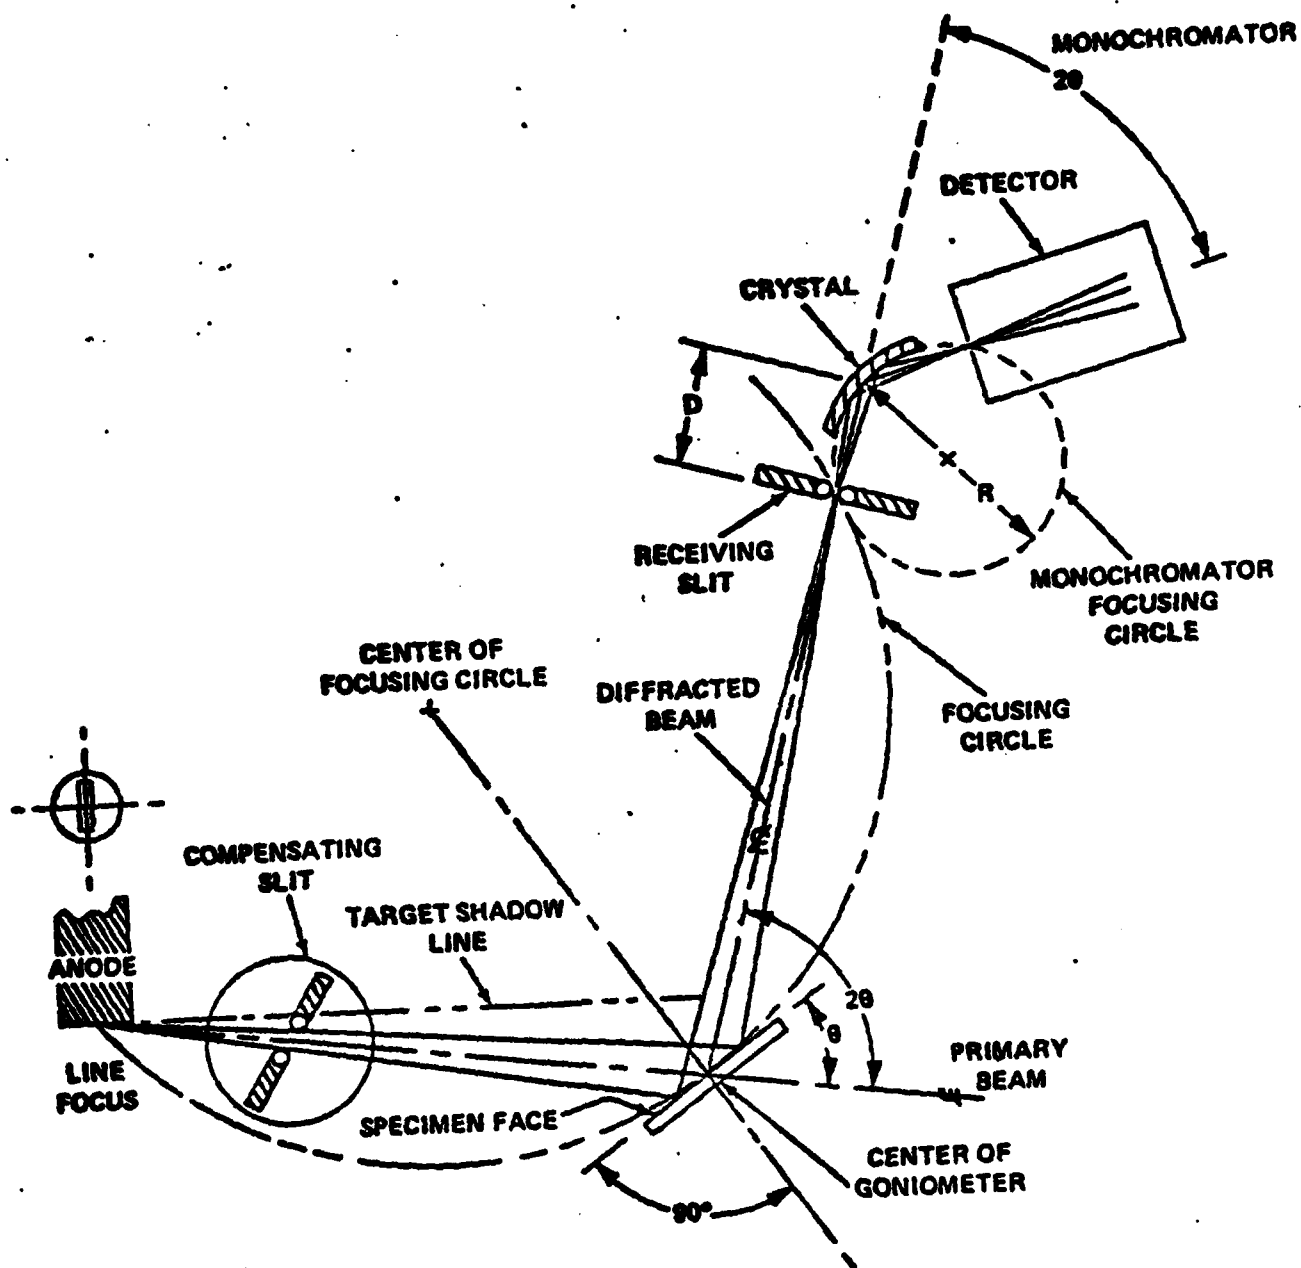 MONOCHROMATOR
2θ
DETECTOR
CRYSTAL
D
R
RECEIVING
SLIT
MONOCHROMATOR
FOCUSING
CIRCLE
CENTER OF
FOCUSING CIRCLE
DIFFRACTED
BEAM
FOCUSING
CIRCLE
COMPENSATING
SLIT
TARGET SHADOW
LINE
ANODE
2θ
θ
LINE
FOCUS
PRIMARY
BEAM
SPECIMEN FACE
CENTER OF
GONIOMETER
90°